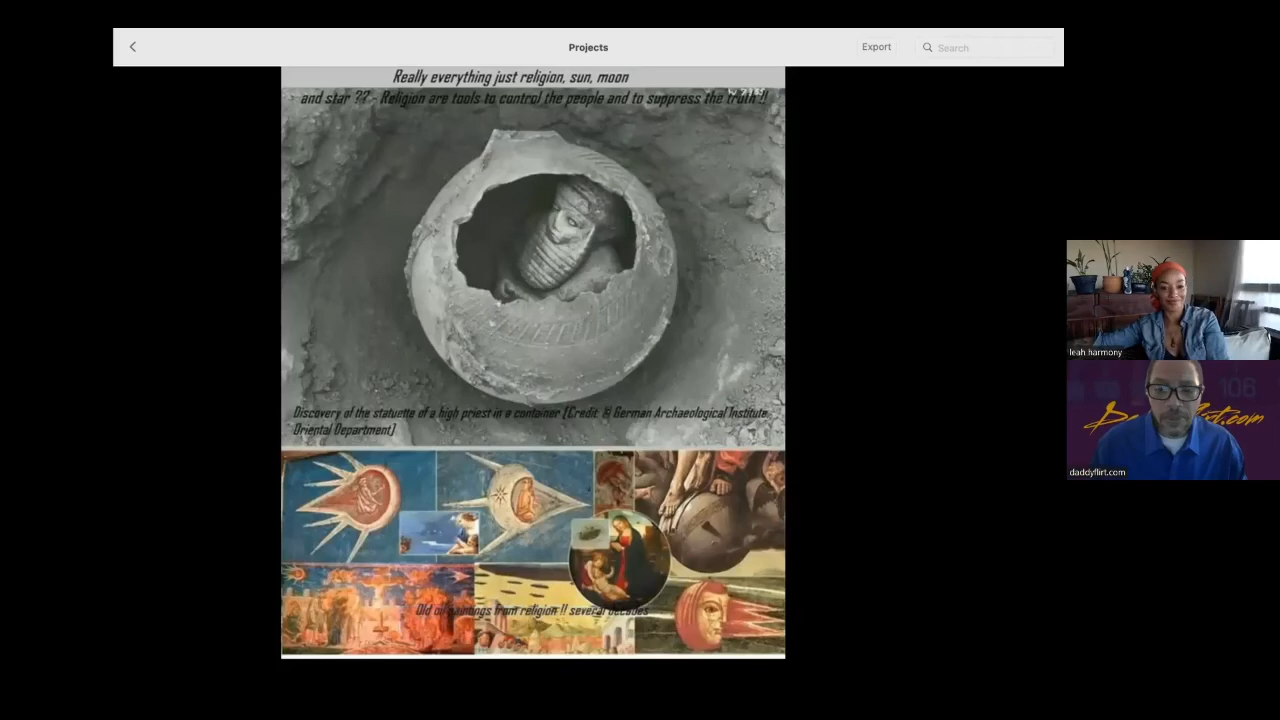 Projects
Export
Search
Really everything just religion, sun, moon
and star ?? - Religion are tools to control the people and to suppress the truth !!
Discovery of the statuette of a high priest in a container [Credit: © German Archaeological Institute,
Oriental Department]
Old oil paintings from religion !! several decades
leah harmony
106
daddyflirt.com